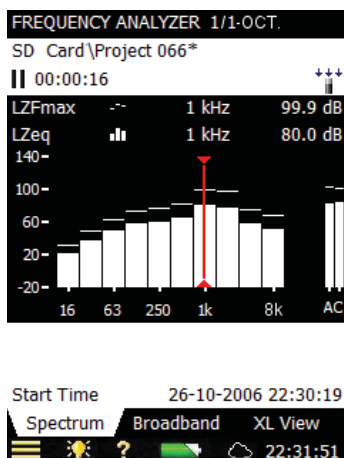 FREQUENCY ANALYZER 1/1-OCT.
SD Card\Project 066*
00:00:16
LZFmax 1 kHz 99.9 dB
LZeq 1 kHz 80.0 dB
140
100
60
20
-20
16 63 250 1k 8k AC
Start Time 26-10-2006 22:30:19
Spectrum Broadband XL View
? 22:31:51